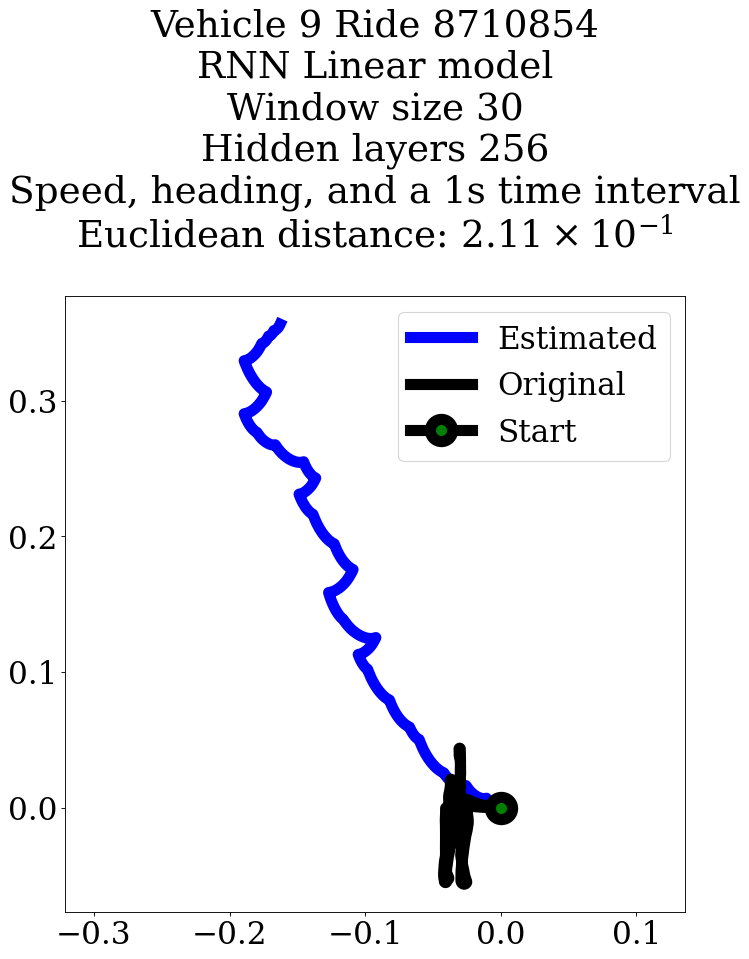 Vehicle 9 Ride 8710854
RNN Linear model
Window size 30
Hidden layers 256
Speed, heading, and a 1s time interval
Euclidean distance: 2.11 × 10⁻¹
Estimated
Original
Start
0.3
0.2
0.1
0.0
−0.3 −0.2 −0.1 0.0 0.1